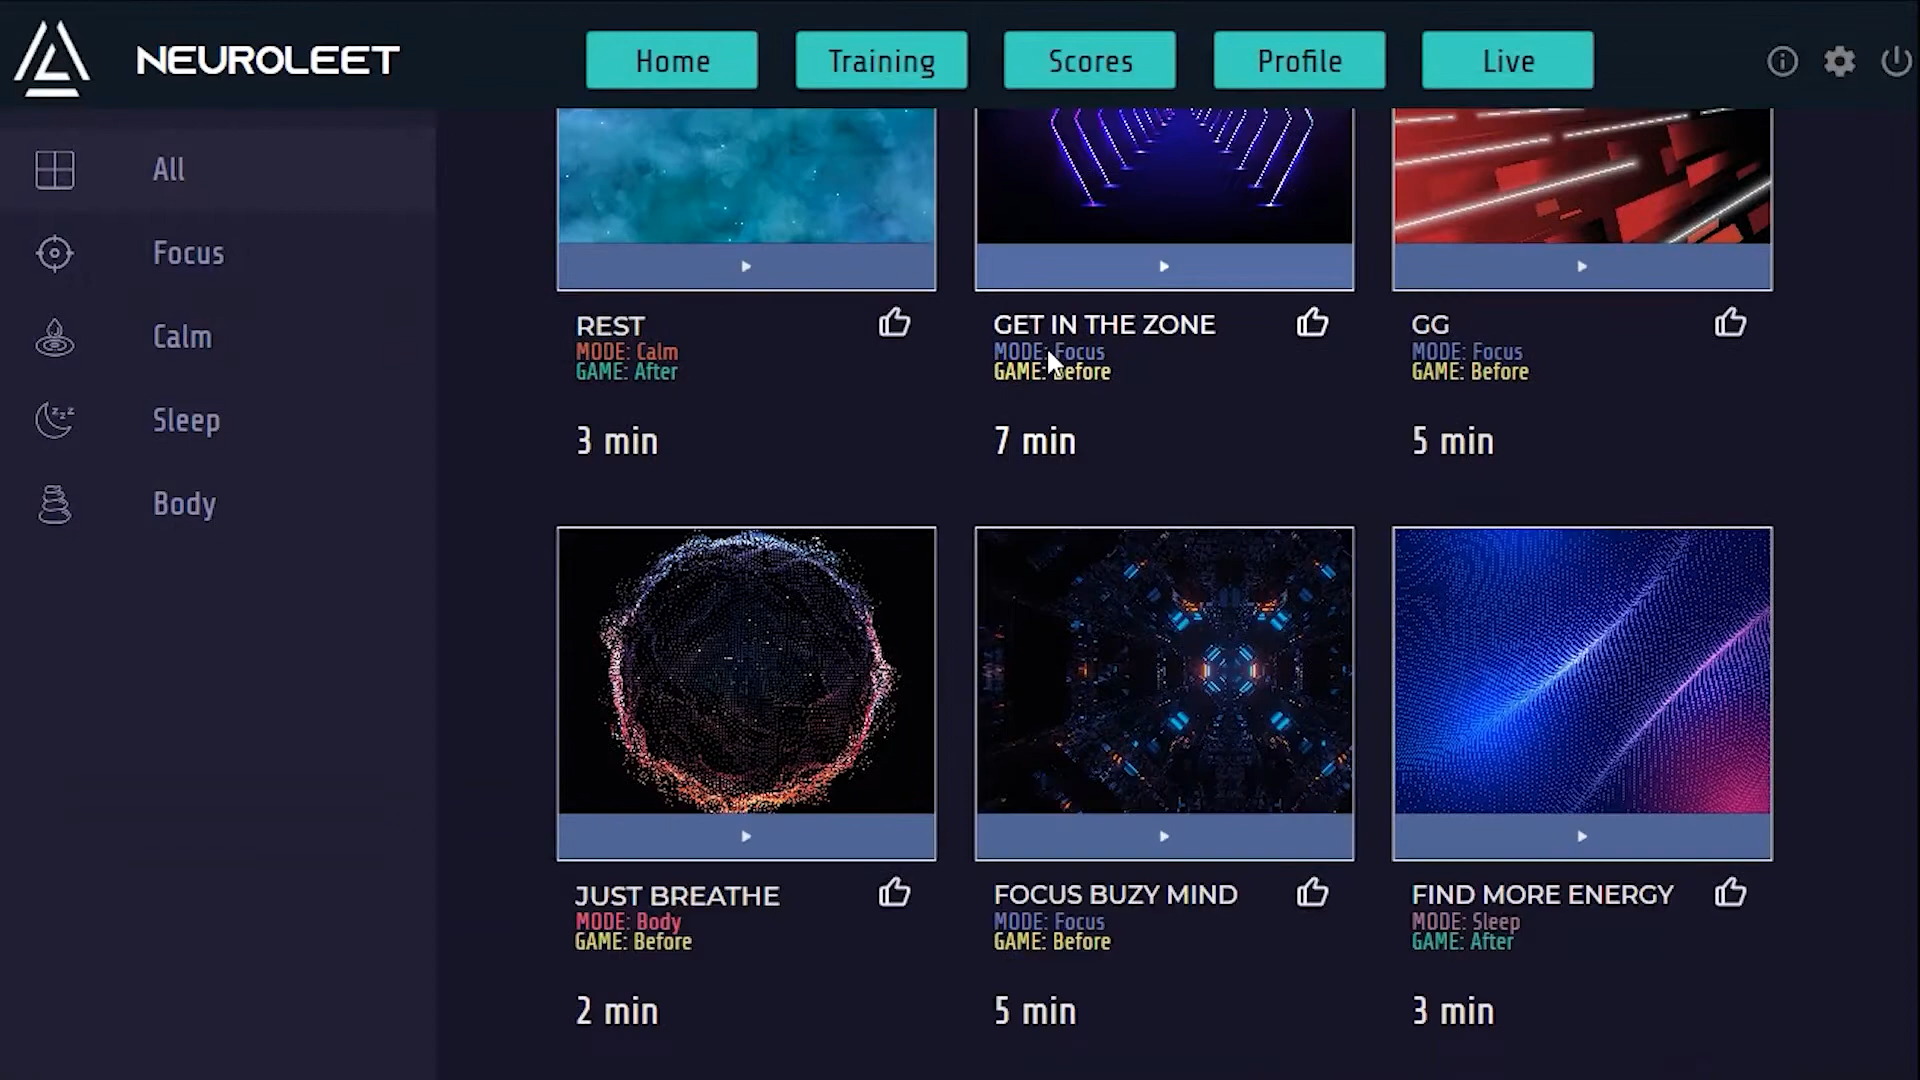 NEUROLEET
Home
Training
Scores
Profile
Live
All
Focus
Calm
Sleep
Body
REST
MODE: Calm
GAME: After
3 min
GET IN THE ZONE
MODE: Focus
GAME: Before
7 min
GG
MODE: Focus
GAME: Before
5 min
JUST BREATHE
MODE: Body
GAME: Before
2 min
FOCUS BUZY MIND
MODE: Focus
GAME: Before
5 min
FIND MORE ENERGY
MODE: Sleep
GAME: After
3 min